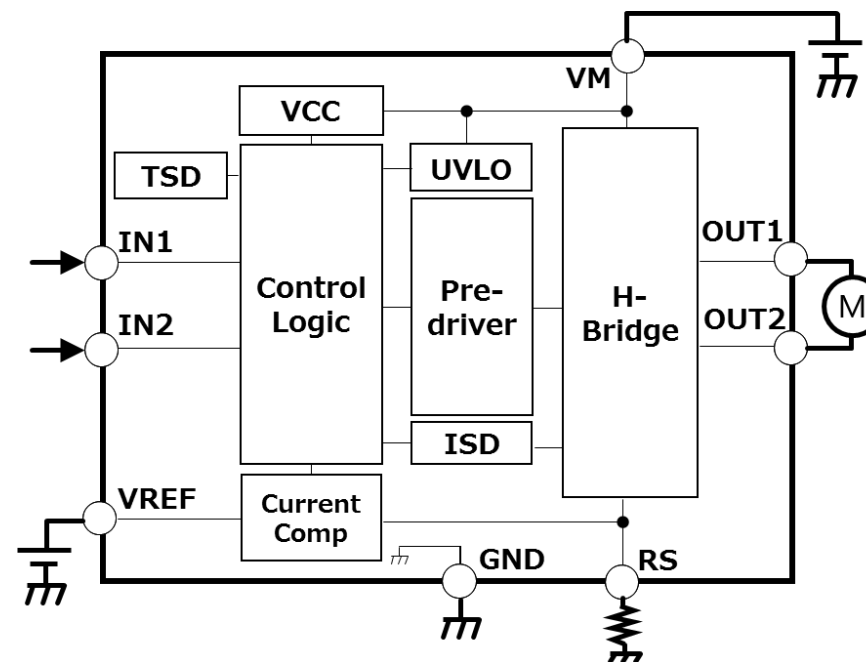 VM
VCC
TSD
UVLO
IN1
OUT1
Control
Logic
Pre-
driver
H-
Bridge
IN2
OUT2
M
ISD
VREF
Current
Comp
GND
RS